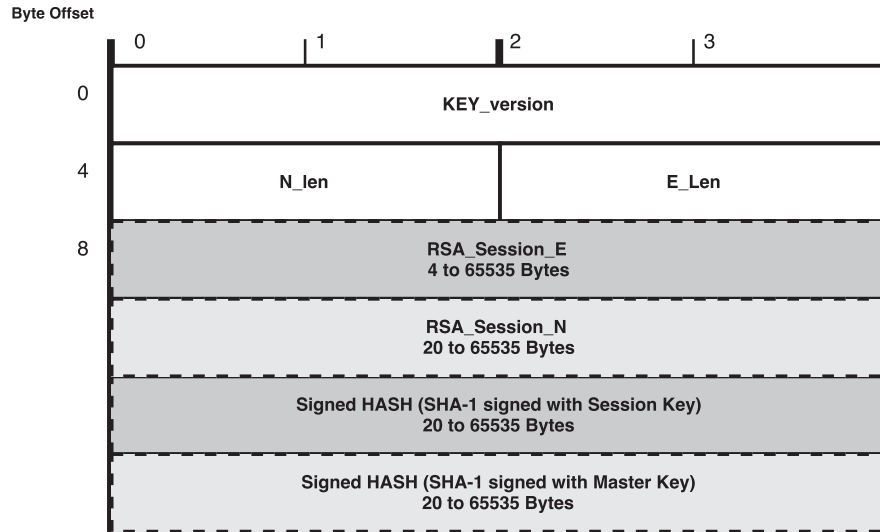 Byte Offset
0 1 2 3
0 KEY_version
4 N_len E_Len
8 RSA_Session_E
4 to 65535 Bytes
RSA_Session_N
20 to 65535 Bytes
Signed HASH (SHA-1 signed with Session Key)
20 to 65535 Bytes
Signed HASH (SHA-1 signed with Master Key)
20 to 65535 Bytes